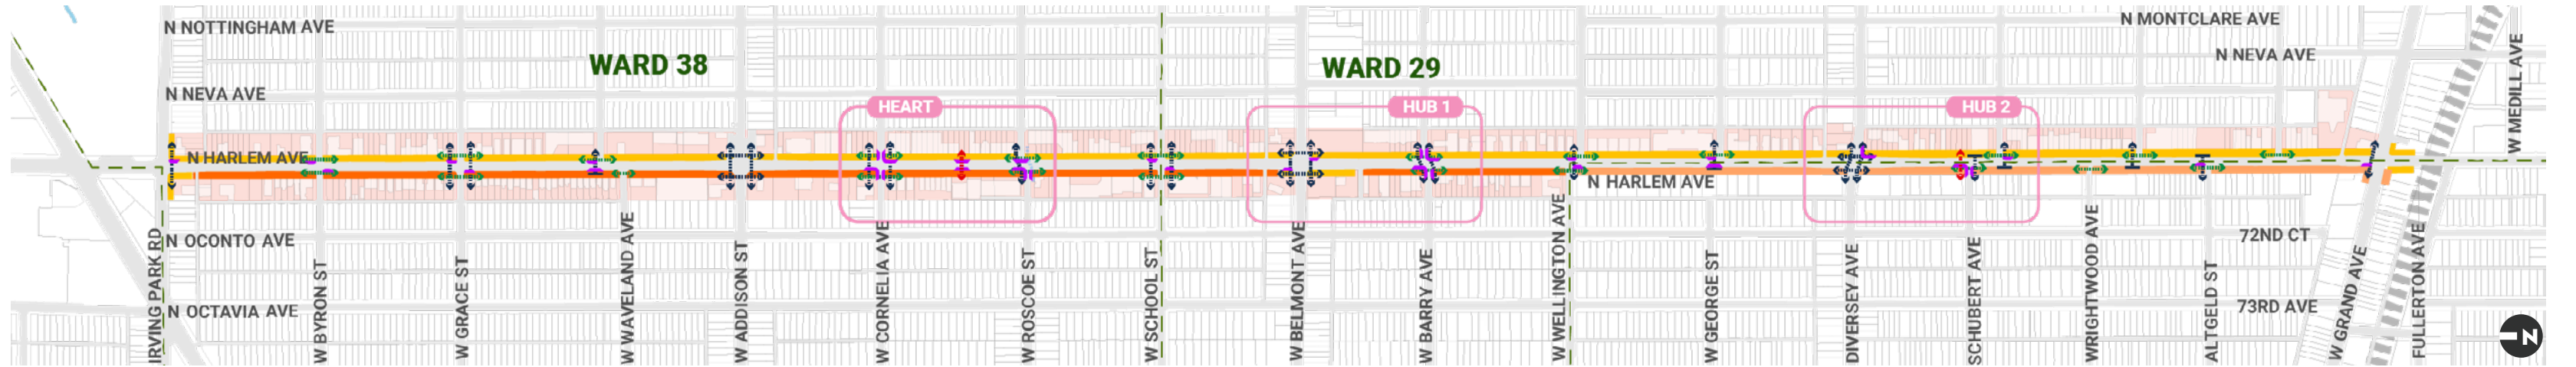 N NOTTINGHAM AVE
N MONTCLARE AVE
WARD 38
WARD 29
N NEVA AVE
N NEVA AVE
HEART
HUB 1
HUB 2
W MEDILL AVE
N HARLEM AVE
N HARLEM AVE
N OCONTO AVE
72ND CT
N OCTAVIA AVE
73RD AVE
IRVING PARK RD
W BYRON ST
W GRACE ST
W WAVELAND AVE
W ADDISON ST
W CORNELIA AVE
W ROSCOE ST
W SCHOOL ST
W BELMONT AVE
W BARRY AVE
W WELLINGTON AVE
W GEORGE ST
DIVERSEY AVE
SCHUBERT AVE
WRIGHTWOOD AVE
ALTGELD ST
W GRAND AVE
FULLERTON AVE
N